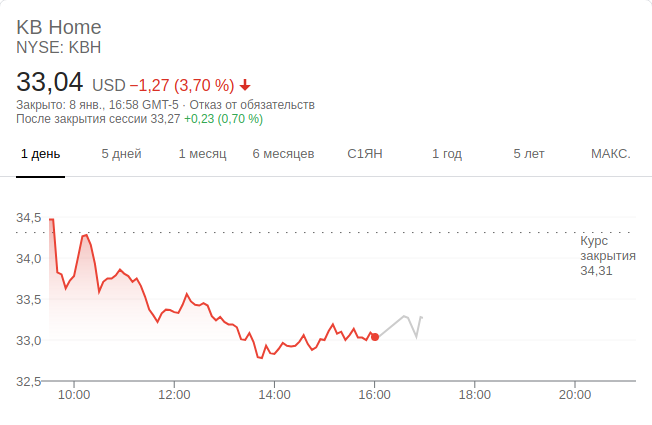 KB Home
NYSE: KBH
33,04 USD −1,27 (3,70 %)
Закрыто: 8 янв., 16:58 GMT-5 · Отказ от обязательств
После закрытия сессии 33,27 +0,23 (0,70 %)
1 день 5 дней 1 месяц 6 месяцев С1ЯН 1 год 5 лет МАКС.
34,5
34,0
33,5
33,0
32,5
Курс
закрытия
34,31
10:00 12:00 14:00 16:00 18:00 20:00